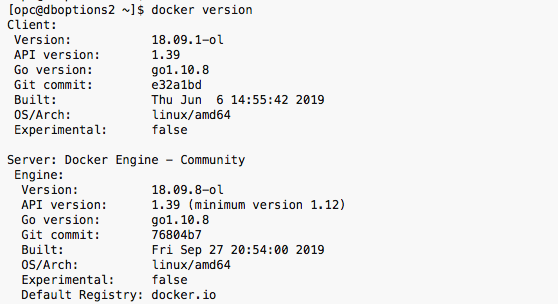 [opc@dboptions2 ~]$ docker version
Client:
 Version:           18.09.1-ol
 API version:       1.39
 Go version:        go1.10.8
 Git commit:        e32a1bd
 Built:             Thu Jun  6 14:55:42 2019
 OS/Arch:           linux/amd64
 Experimental:      false

Server: Docker Engine - Community
 Engine:
  Version:          18.09.8-ol
  API version:      1.39 (minimum version 1.12)
  Go version:       go1.10.8
  Git commit:       76804b7
  Built:            Fri Sep 27 20:54:00 2019
  OS/Arch:          linux/amd64
  Experimental:     false
  Default Registry: docker.io